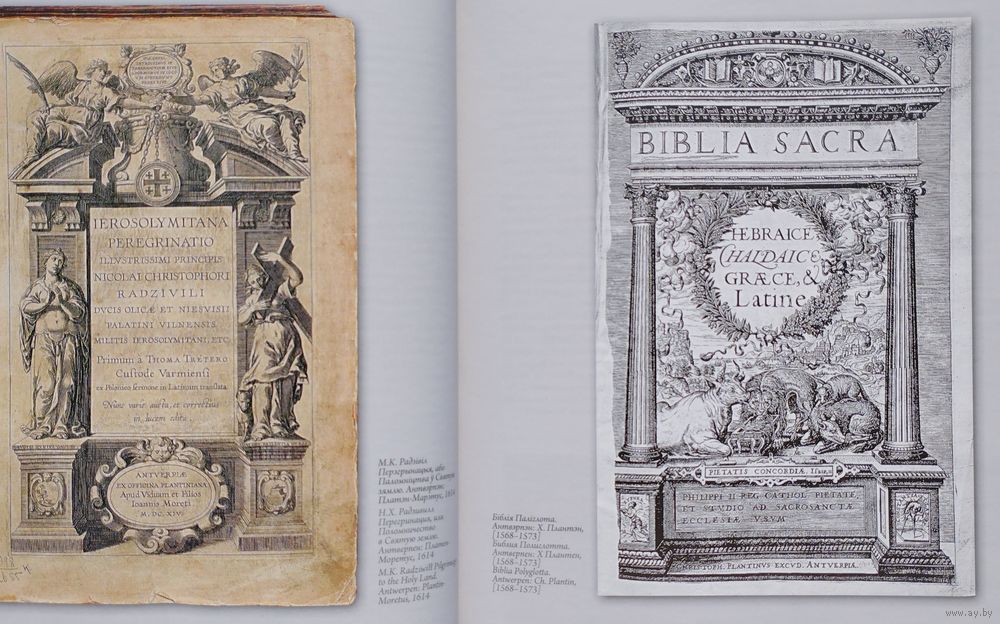 IEROSOLYMITANA
PEREGRINATIO
ILLVSTRISSIMI PRINCIPIS
NICOLAI CHRISTOPHORI
RADZIVILI
DVCIS OLICÆ ET NIESVISII
PALATINI VILNENSIS
MILITIS IEROSOLYMITANI, ETC.
Primum à THOMA TRETERO
Custode Varmiensi
ex Polonico sermone in Latinum translata
Nunc varie aucta, et correctius
in lucem edita.
ANTVERPIÆ
EX OFFICINA PLANTINIANA
Apud Viduam et Filios
Ioannis Moreti
M.DC.XIV.
М.К. Радзівіл
Перэгрынацыя, або
Паломніцтва ў Святую
зямлю. Антвэрпэн:
Плантэн-Марэтус, 1614
Н.Х. Радзивилл
Перегринация, или
Паломничество
в Святую землю.
Антверпен: Плантен-
Моретус, 1614
M.K. Radziwill Pilgrimage
to the Holy Land.
Antwerpen: Plantin-
Moretus, 1614
BIBLIA SACRA
HEBRAICE
CHALDAICE
GRÆCE, &
Latine
PIETATIS CONCORDIÆ.
PHILIPPI II REG. CATHOL. PIETATE,
ET STVDIO AD SACROSANCTÆ
ECCLESIÆ VSVM
CHRISTOPH. PLANTINVS EXCVD. ANTVERPIÆ.
Біблія Паліглота.
Антвэрпэн: Х. Плантэн,
[1568–1573]
Библия Полиглотта.
Антверпен: Х. Плантен,
[1568–1573]
Biblia Polyglotta.
Antwerpen: Ch. Plantin,
[1568–1573]
www.ay.by